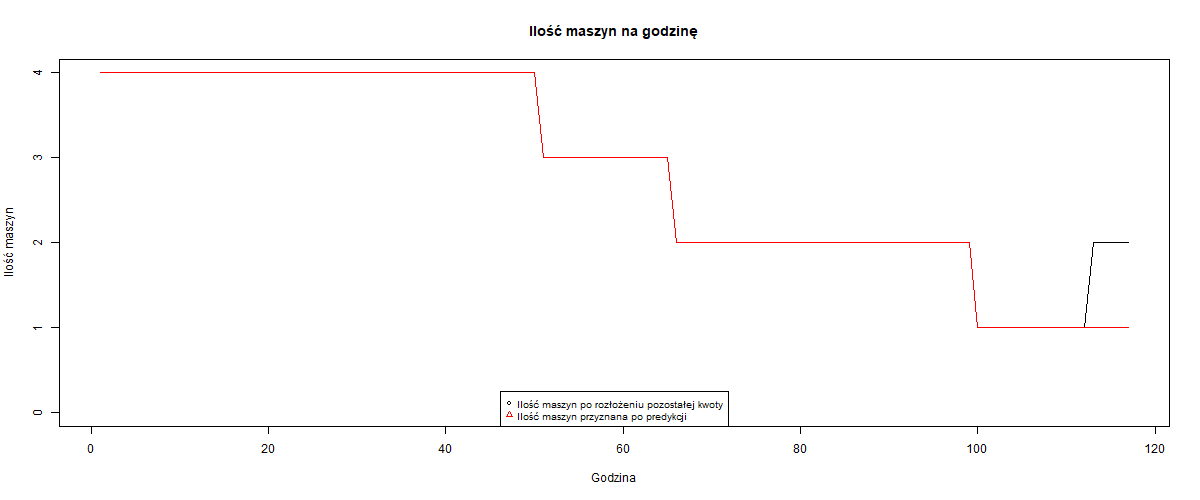 Ilość maszyn na godzinę
Ilość maszyn
4
3
2
1
0
Ilość maszyn po rozłożeniu pozostałej kwoty
Ilość maszyn przyznana po predykcji
0 20 40 60 80 100 120
Godzina